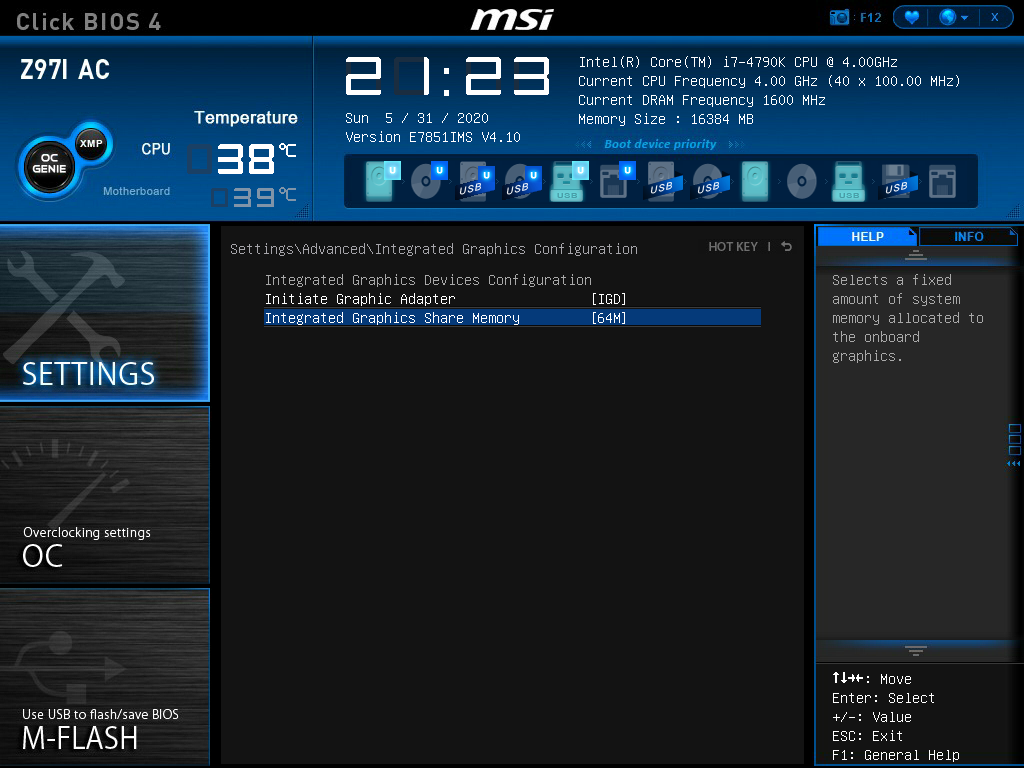 Click BIOS 4
msi
: F12
X
Z97I AC
OC GENIE
XMP
Temperature
CPU
38℃
Motherboard
39℃
21:23
Sun 5 / 31 / 2020
Version E7851IMS V4.10
Intel(R) Core(TM) i7-4790K CPU @ 4.00GHz
Current CPU Frequency 4.00 GHz (40 x 100.00 MHz)
Current DRAM Frequency 1600 MHz
Memory Size : 16384 MB
Boot device priority
U U U U U U
USB USB USB USB USB USB USB
SETTINGS
Overclocking settings
OC
Use USB to flash/save BIOS
M-FLASH
Settings\Advanced\Integrated Graphics Configuration
HOT KEY |
Integrated Graphics Devices Configuration
Initiate Graphic Adapter [IGD]
Integrated Graphics Share Memory [64M]
HELP
INFO
Selects a fixed
amount of system
memory allocated to
the onboard
graphics.
↑↓→←: Move
Enter: Select
+/-: Value
ESC: Exit
F1: General Help